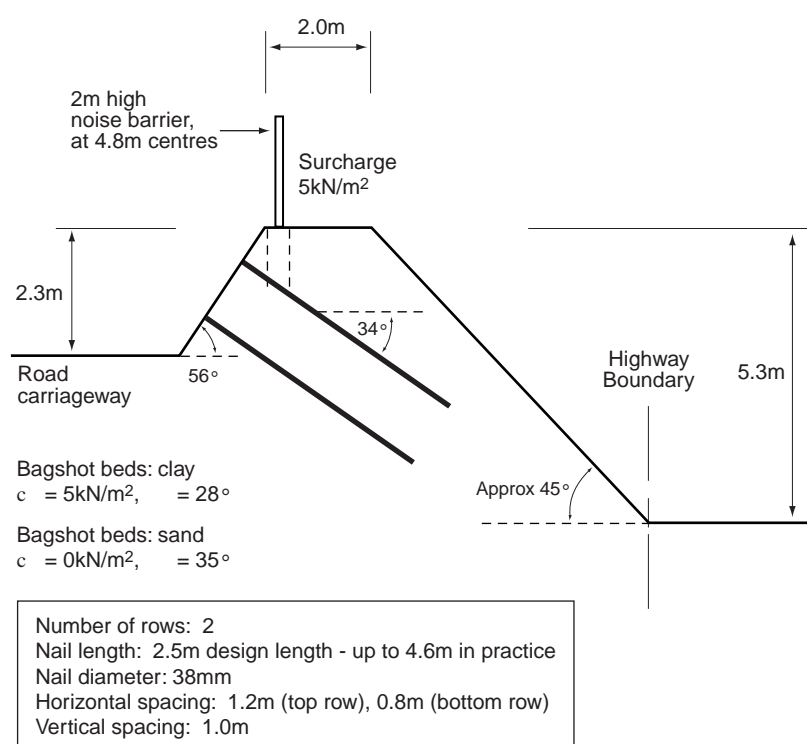 2.0m
2m high
noise barrier,
at 4.8m centres
Surcharge
5kN/m²
2.3m
34°
56°
Road
carriageway
Highway
Boundary
5.3m
Approx 45°
Bagshot beds: clay
c = 5kN/m², = 28°
Bagshot beds: sand
c = 0kN/m², = 35°
Number of rows: 2
Nail length: 2.5m design length - up to 4.6m in practice
Nail diameter: 38mm
Horizontal spacing: 1.2m (top row), 0.8m (bottom row)
Vertical spacing: 1.0m